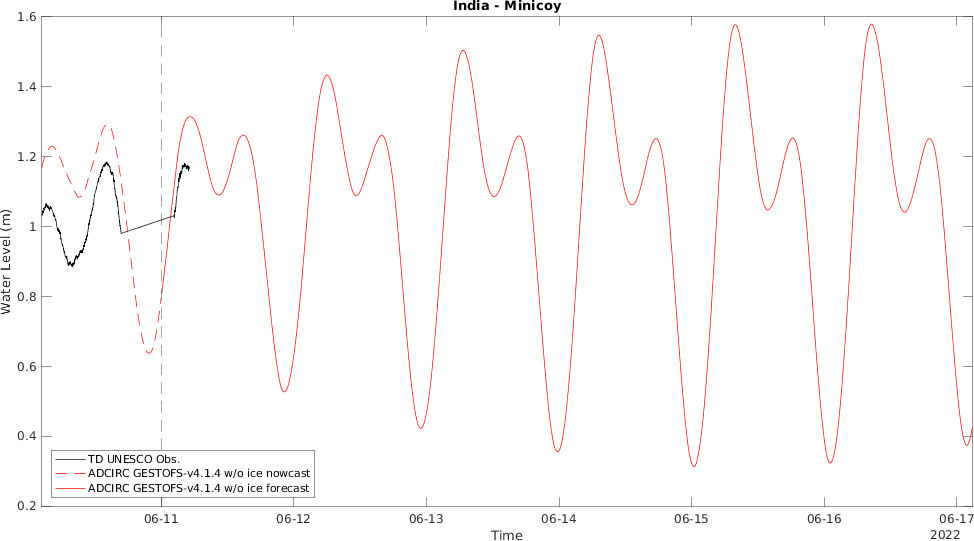 India - Minicoy
1.6
1.4
1.2
1
0.8
0.6
0.4
0.2
Water Level (m)
TD UNESCO Obs.
ADCIRC GESTOFS-v4.1.4 w/o ice nowcast
ADCIRC GESTOFS-v4.1.4 w/o ice forecast
06-11 06-12 06-13 06-14 06-15 06-16 06-17
Time
2022